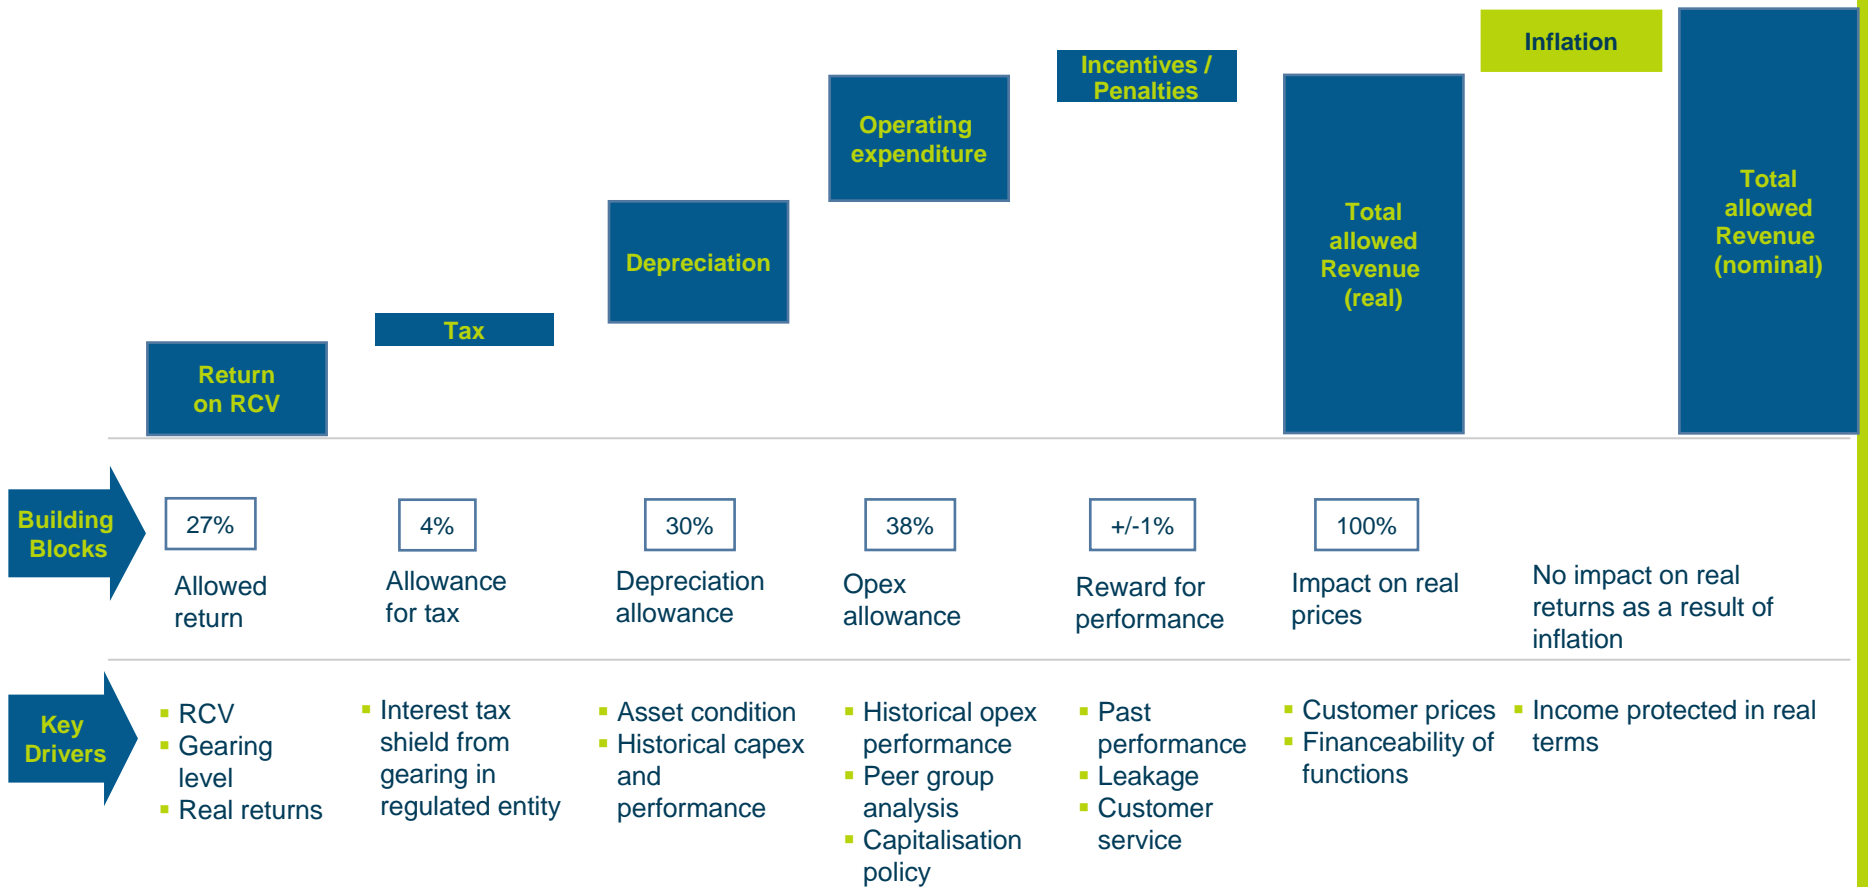 Inflation
Incentives /
Penalties
Operating
expenditure
Total
allowed
Revenue
(nominal)
Total
allowed
Revenue
(real)
Depreciation
Tax
Return
on RCV
Building
Blocks
27%
4%
30%
38%
+/-1%
100%
Allowed
return
Allowance
for tax
Depreciation
allowance
Opex
allowance
Reward for
performance
Impact on real
prices
No impact on real
returns as a result of
inflation
Key
Drivers
▪ RCV
▪ Gearing
level
▪ Real returns
▪ Interest tax
shield from
gearing in
regulated entity
▪ Asset condition
▪ Historical capex
and
performance
▪ Historical opex
performance
▪ Peer group
analysis
▪ Capitalisation
policy
▪ Past
performance
▪ Leakage
▪ Customer
service
▪ Customer prices
▪ Financeability of
functions
▪ Income protected in real
terms